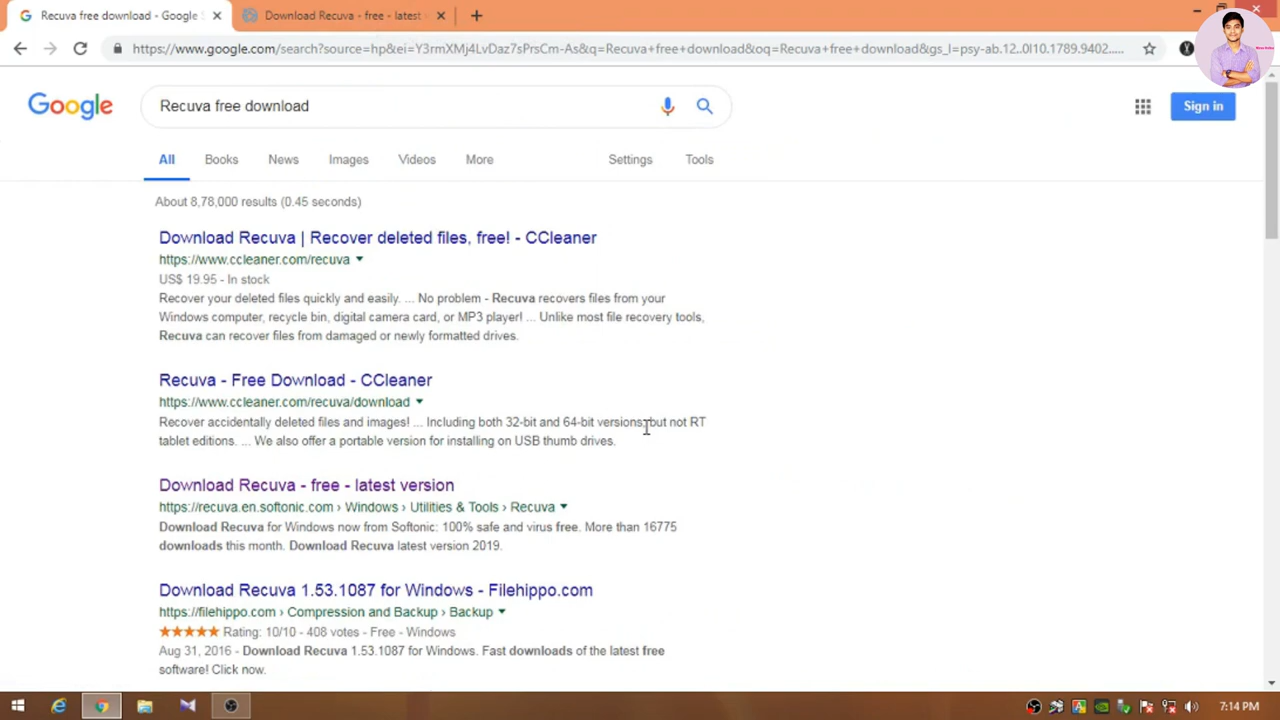 Recuva free download - Google
Download Recuva - free - latest
https://www.google.com/search?source=hp&ei=Y3rmXMj4LvDaz7sPrsCm-As&q=Recuva+free+download&oq=Recuva+free+download&gs_l=psy-ab.12..0l10.1789.9402.....
Google
Recuva free download
Sign in
All Books News Images Videos More Settings Tools
About 8,78,000 results (0.45 seconds)
Download Recuva | Recover deleted files, free! - CCleaner
https://www.ccleaner.com/recuva
US$ 19.95 - In stock
Recover your deleted files quickly and easily. ... No problem - Recuva recovers files from your
Windows computer, recycle bin, digital camera card, or MP3 player! ... Unlike most file recovery tools,
Recuva can recover files from damaged or newly formatted drives.
Recuva - Free Download - CCleaner
https://www.ccleaner.com/recuva/download
Recover accidentally deleted files and images! ... Including both 32-bit and 64-bit versions, but not RT
tablet editions. ... We also offer a portable version for installing on USB thumb drives.
Download Recuva - free - latest version
https://recuva.en.softonic.com › Windows › Utilities & Tools › Recuva
Download Recuva for Windows now from Softonic: 100% safe and virus free. More than 16775
downloads this month. Download Recuva latest version 2019.
Download Recuva 1.53.1087 for Windows - Filehippo.com
https://filehippo.com › Compression and Backup › Backup
Rating: 10/10 - 408 votes - Free - Windows
Aug 31, 2016 - Download Recuva 1.53.1087 for Windows. Fast downloads of the latest free
software! Click now.
7:14 PM